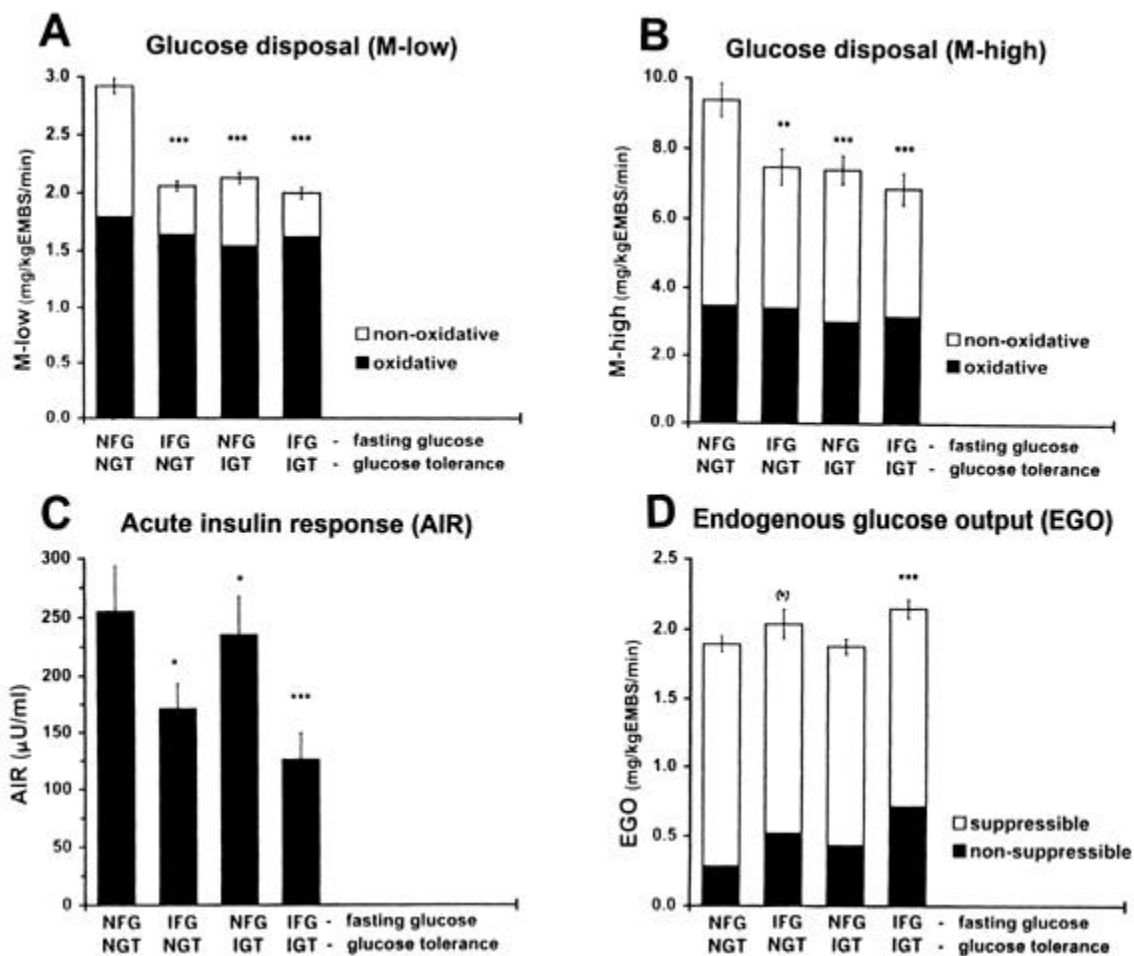 A
Glucose disposal (M-low)
M-low (mg/kgEMBS/min)
3.0
2.5
2.0
1.5
1.0
0.5
0.0
***
***
***
non-oxidative
oxidative
NFG IFG NFG IFG - fasting glucose
NGT NGT IGT IGT - glucose tolerance
B
Glucose disposal (M-high)
M-high (mg/kgEMBS/min)
10.0
8.0
6.0
4.0
2.0
0.0
**
***
***
non-oxidative
oxidative
NFG IFG NFG IFG - fasting glucose
NGT NGT IGT IGT - glucose tolerance
C
Acute insulin response (AIR)
AIR (µU/ml)
300
250
200
150
100
50
0
*
*
***
NFG IFG NFG IFG - fasting glucose
NGT NGT IGT IGT - glucose tolerance
D
Endogenous glucose output (EGO)
EGO (mg/kgEMBS/min)
2.5
2.0
1.5
1.0
0.5
0.0
(*)
***
suppressible
non-suppressible
NFG IFG NFG IFG - fasting glucose
NGT NGT IGT IGT - glucose tolerance